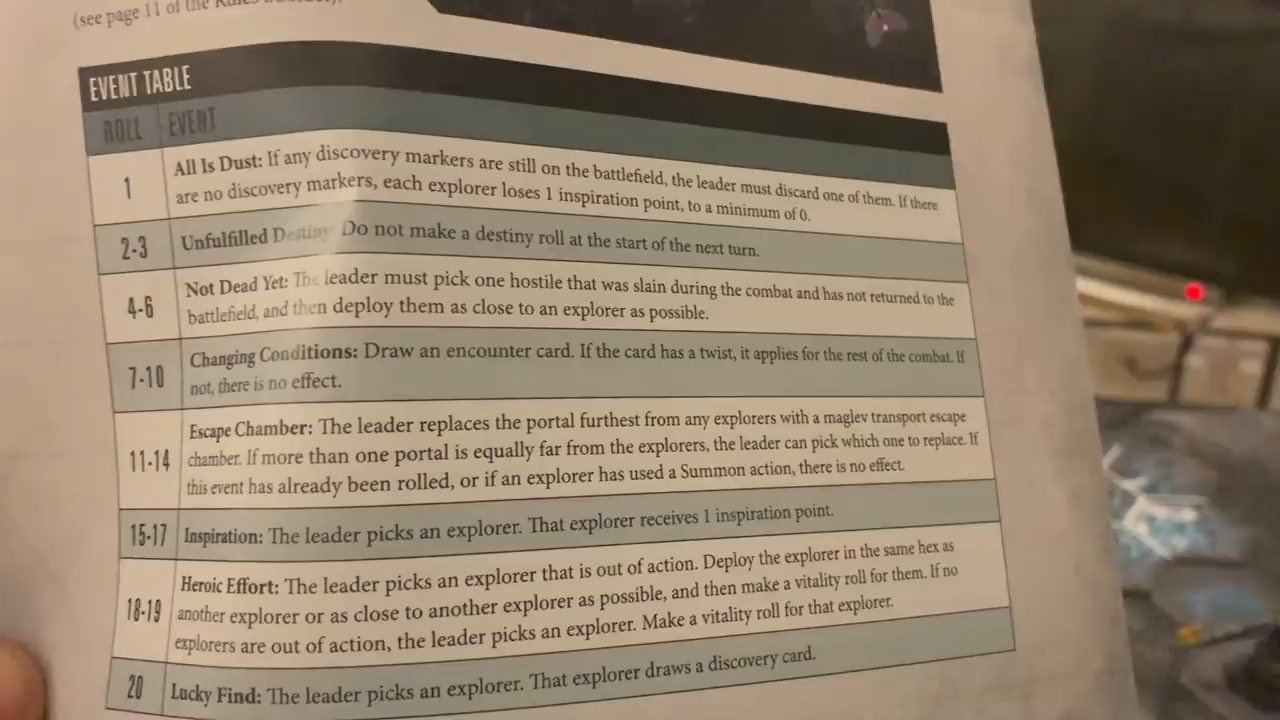 (see page 11 of the Rules
EVENT TABLE
ROLL EVENT
1 All Is Dust: If any discovery markers are still on the battlefield, the leader must discard one of them. If there
are no discovery markers, each explorer loses 1 inspiration point, to a minimum of 0.
2-3 Unfulfilled Destiny: Do not make a destiny roll at the start of the next turn.
4-6 Not Dead Yet: The leader must pick one hostile that was slain during the combat and has not returned to the
battlefield, and then deploy them as close to an explorer as possible.
7-10 Changing Conditions: Draw an encounter card. If the card has a twist, it applies for the rest of the combat. If
not, there is no effect.
11-14 Escape Chamber: The leader replaces the portal furthest from any explorers with a maglev transport escape
chamber. If more than one portal is equally far from the explorers, the leader can pick which one to replace. If
this event has already been rolled, or if an explorer has used a Summon action, there is no effect.
15-17 Inspiration: The leader picks an explorer. That explorer receives 1 inspiration point.
18-19 Heroic Effort: The leader picks an explorer that is out of action. Deploy the explorer in the same hex as
another explorer or as close to another explorer as possible, and then make a vitality roll for them. If no
explorers are out of action, the leader picks an explorer. Make a vitality roll for that explorer.
20 Lucky Find: The leader picks an explorer. That explorer draws a discovery card.